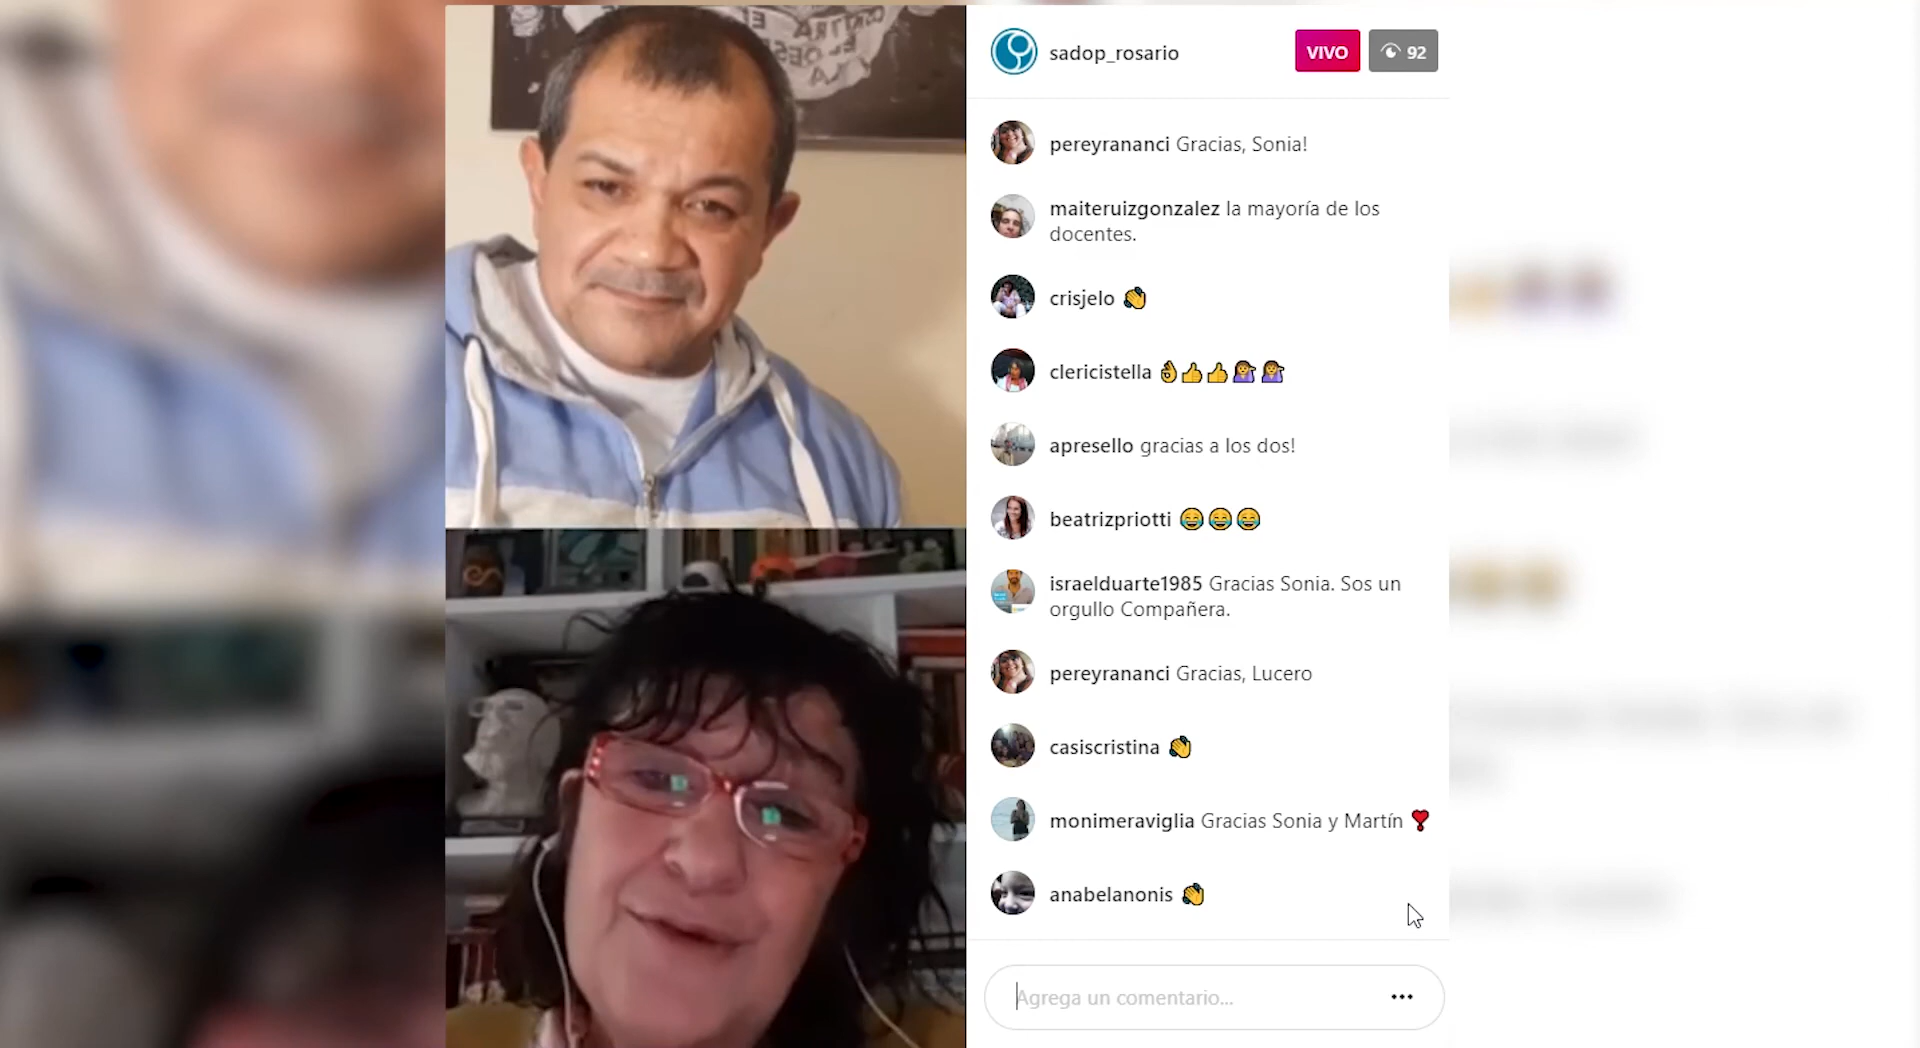 sadop_rosario
VIVO
92
pereyrananci Gracias, Sonia!
maiteruizgonzalez la mayoría de los
docentes.
crisjelo 👏
clericistella 👌👍👍💁‍♀️💁‍♀️
apresello gracias a los dos!
beatrizpriotti 😂😂😂
israelduarte1985 Gracias Sonia. Sos un
orgullo Compañera.
pereyrananci Gracias, Lucero
casiscristina 👏
monimeraviglia Gracias Sonia y Martín ❣️
anabelanonis 👏
Agrega un comentario...